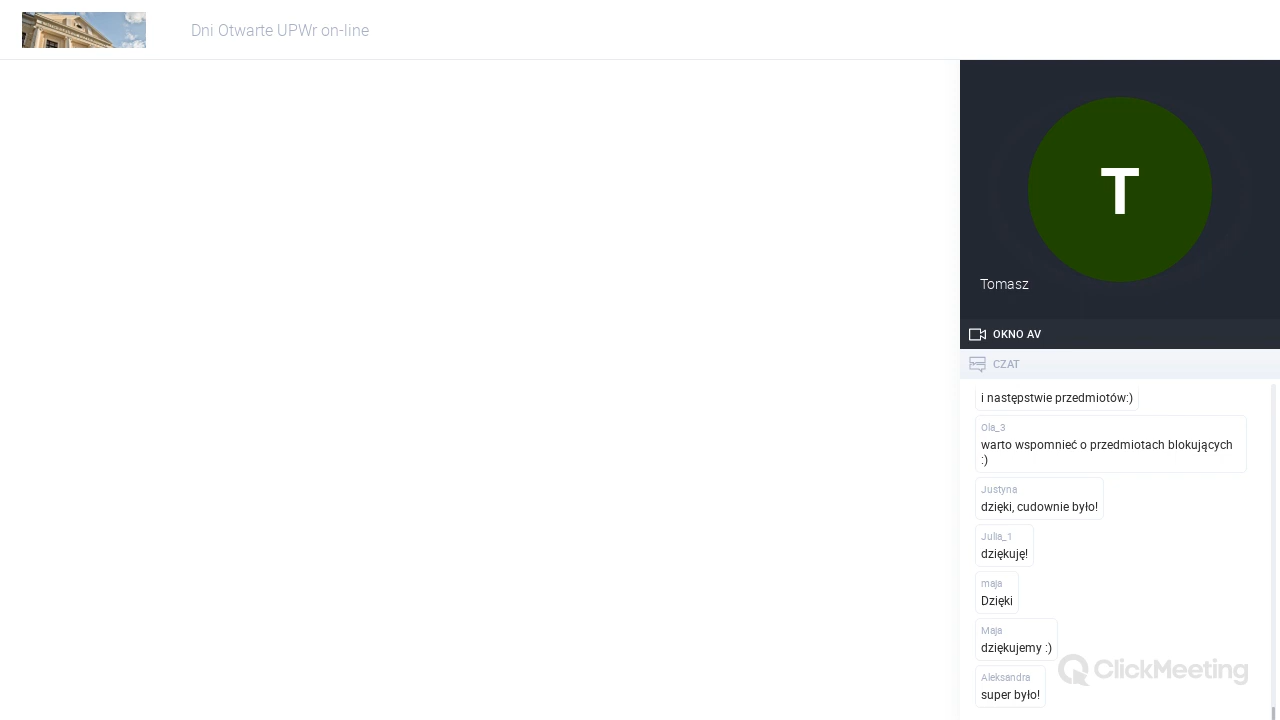 Dni Otwarte UPWr on-line
T
Tomasz
OKNO AV
CZAT
i następstwie przedmiotów:)
Ola_3
warto wspomnieć o przedmiotach blokujących
:)
Justyna
dzięki, cudownie było!
Julia_1
dziękuję!
maja
Dzięki
Maja
dziękujemy :)
Aleksandra
super było!
ClickMeeting